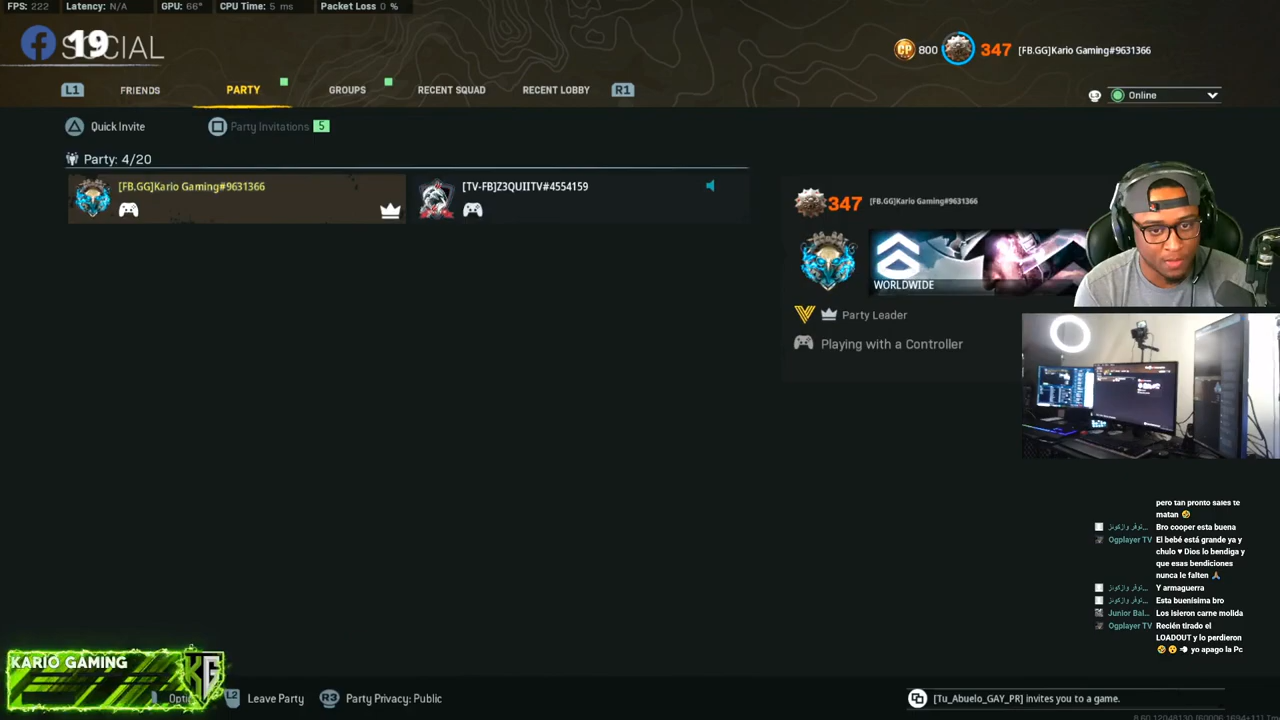 FPS: 222 Latency: N/A GPU: 66° CPU Time: 5 ms Packet Loss 0 %
19
SOCIAL
800 347 [FB.GG]Kario Gaming#9631366
L1 FRIENDS PARTY GROUPS RECENT SQUAD RECENT LOBBY R1
Online
Quick Invite Party Invitations 5
Party: 4/20
[FB.GG]Kario Gaming#9631366
[TV-FB]Z3QUIITV#4554159
347 [FB.GG]Kario Gaming#9631366
WORLDWIDE
Party Leader
Playing with a Controller
pero tan pronto sales te
matan 🤣
Bro cooper esta buena
Ogplayer TV El bebé está grande ya y
chulo ♥ Dios lo bendiga y
que esas bendiciones
nunca le falten 🙏
Y armaguerra
Esta buenísima bro
Junior Bal... Los isieron carne molida
Ogplayer TV Recién tirado el
LOADOUT y lo perdieron
🤣😮💨 yo apago la Pc
KARIO GAMING
KG
L2 Leave Party R3 Party Privacy: Public
[Tu_Abuelo_GAY_PR] invites you to a game.